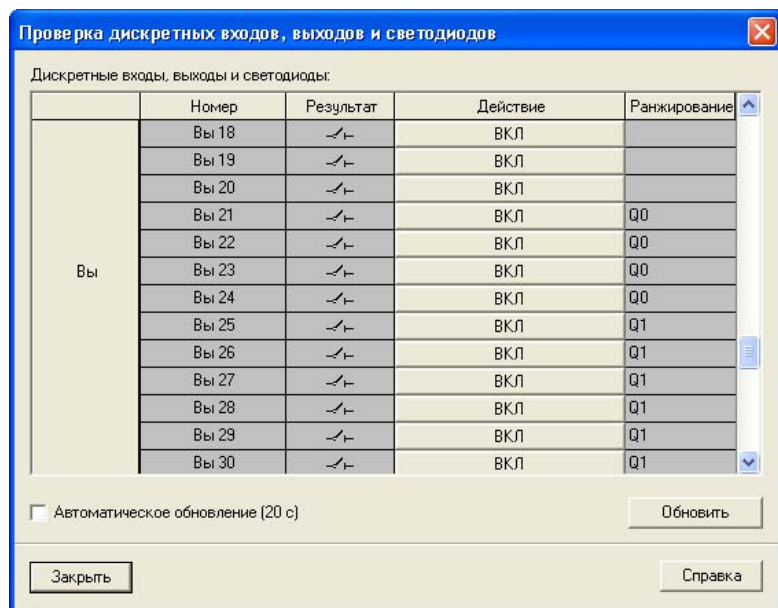 Проверка дискретных входов, выходов и светодиодов
Дискретные входы, выходы и светодиоды:
Номер Результат Действие Ранжирование
Вы 18 ВКЛ
Вы 19 ВКЛ
Вы 20 ВКЛ
Вы 21 ВКЛ Q0
Вы 22 ВКЛ Q0
Вы Вы 23 ВКЛ Q0
Вы 24 ВКЛ Q0
Вы 25 ВКЛ Q1
Вы 26 ВКЛ Q1
Вы 27 ВКЛ Q1
Вы 28 ВКЛ Q1
Вы 29 ВКЛ Q1
Вы 30 ВКЛ Q1
Автоматическое обновление (20 с) Обновить
Закрыть Справка